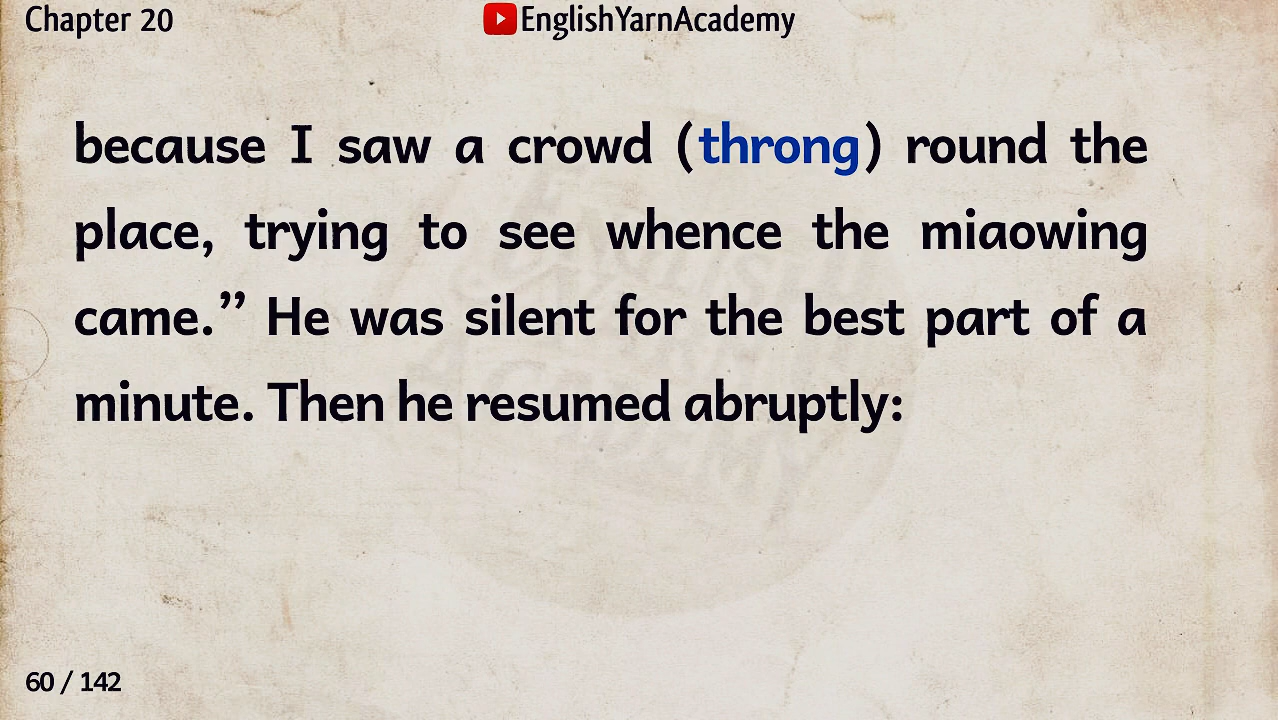 Chapter 20
EnglishYarnAcademy
because I saw a crowd (throng) round the
place, trying to see whence the miaowing
came.” He was silent for the best part of a
minute. Then he resumed abruptly:
60 / 142